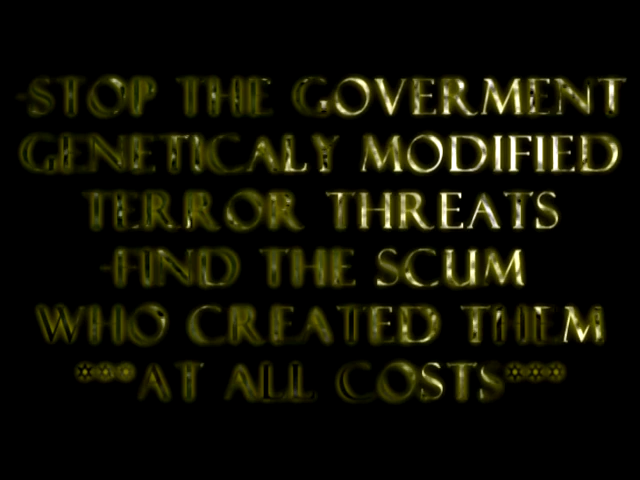 -STOP THE GOVERMENT
GENETICALY MODIFIED
TERROR THREATS
-FIND THE SCUM
WHO CREATED THEM
***AT ALL COSTS***